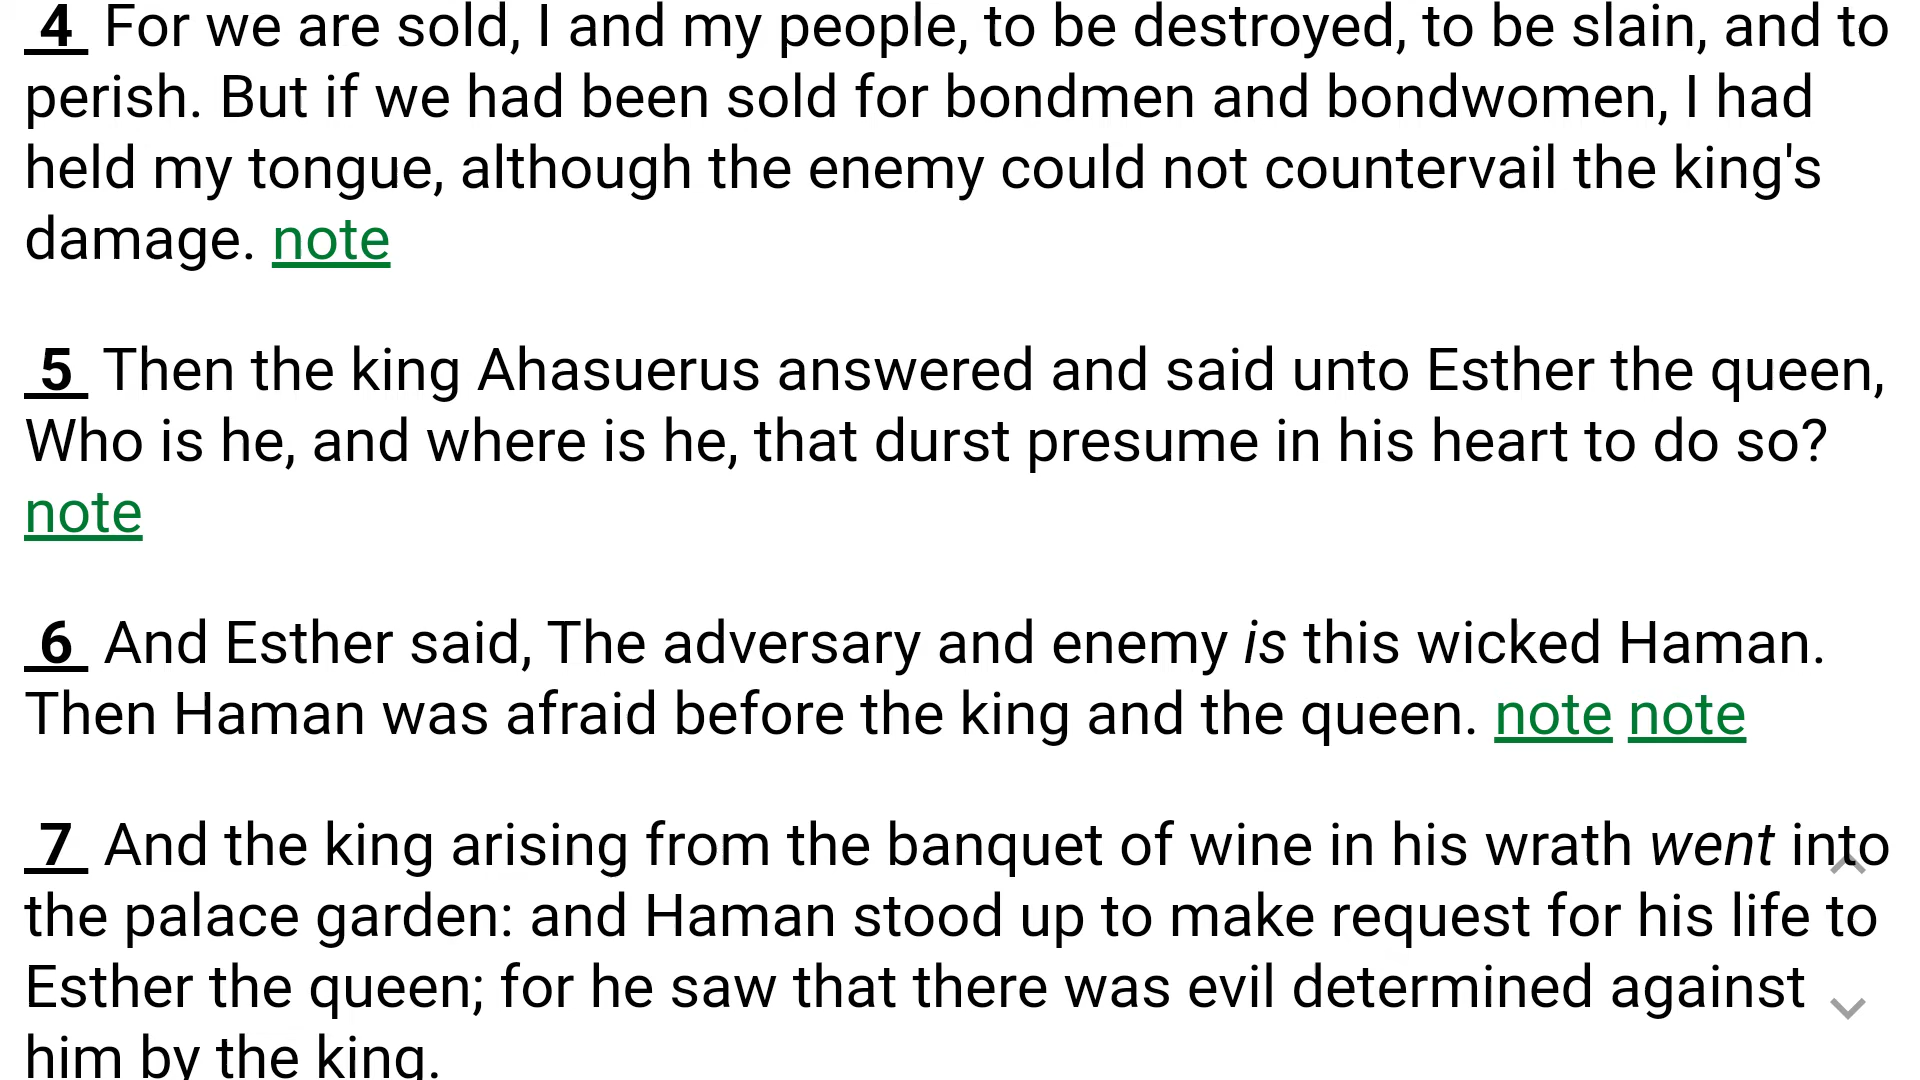 4 For we are sold, I and my people, to be destroyed, to be slain, and to
perish. But if we had been sold for bondmen and bondwomen, I had
held my tongue, although the enemy could not countervail the king's
damage. note
5 Then the king Ahasuerus answered and said unto Esther the queen,
Who is he, and where is he, that durst presume in his heart to do so?
note
6 And Esther said, The adversary and enemy is this wicked Haman.
Then Haman was afraid before the king and the queen. note note
7 And the king arising from the banquet of wine in his wrath went into
the palace garden: and Haman stood up to make request for his life to
Esther the queen; for he saw that there was evil determined against
him by the king.